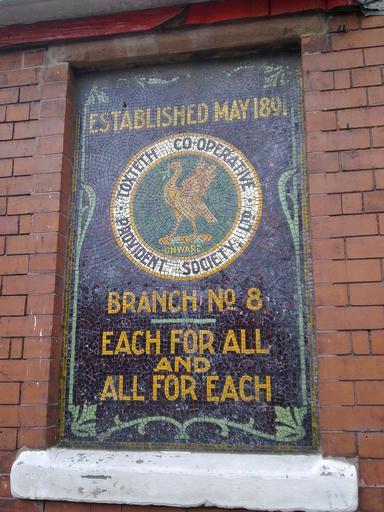 ESTABLISHED MAY 1891
TOXTETH CO-OPERATIVE
PROVIDENT SOCIETY LTD
ONWARD
BRANCH No 8
EACH FOR ALL
AND
ALL FOR EACH